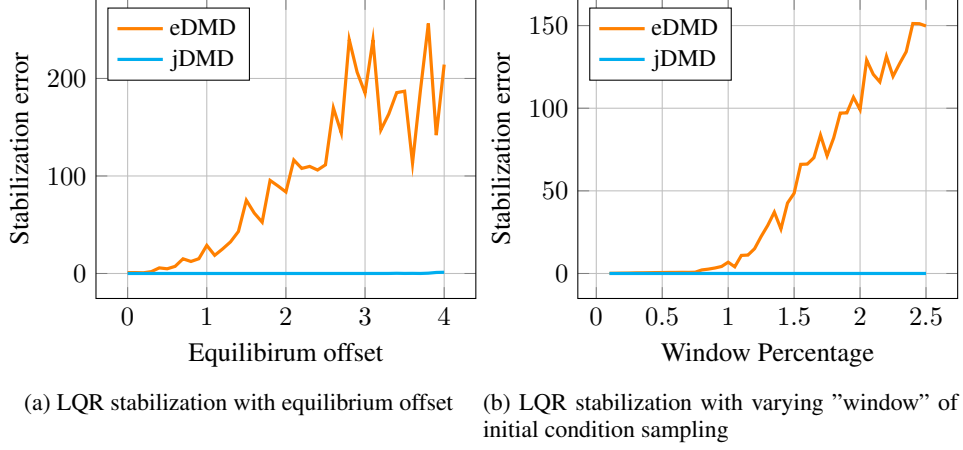 eDMD
jDMD
Stabilization error
200
100
0
0
1
2
3
4
Equilibirum offset
(a) LQR stabilization with equilibrium offset
eDMD
jDMD
Stabilization error
150
100
50
0
0
0.5
1
1.5
2
2.5
Window Percentage
(b) LQR stabilization with varying ”window” of
initial condition sampling